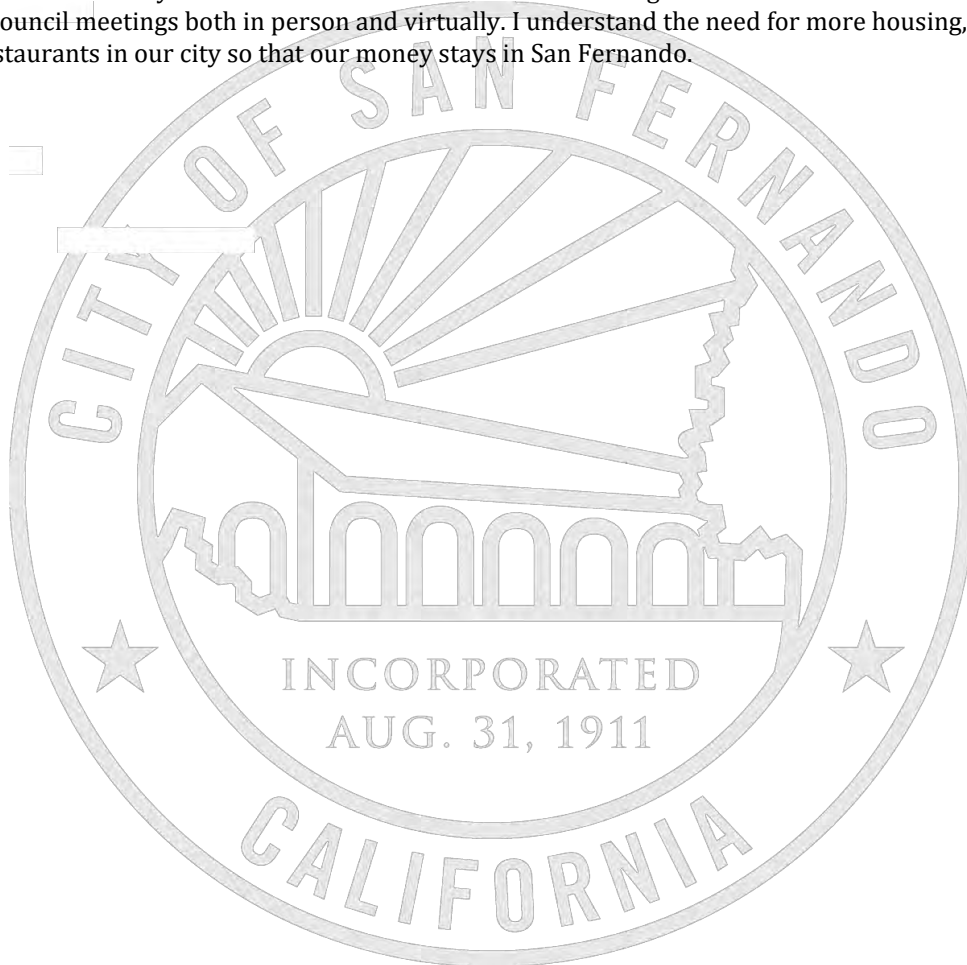 ouncil meetings both in person and virtually. I understand the need for more housing,
staurants in our city so that our money stays in San Fernando.
CITY OF SAN FERNANDO
INCORPORATED
AUG. 31, 1911
CALIFORNIA